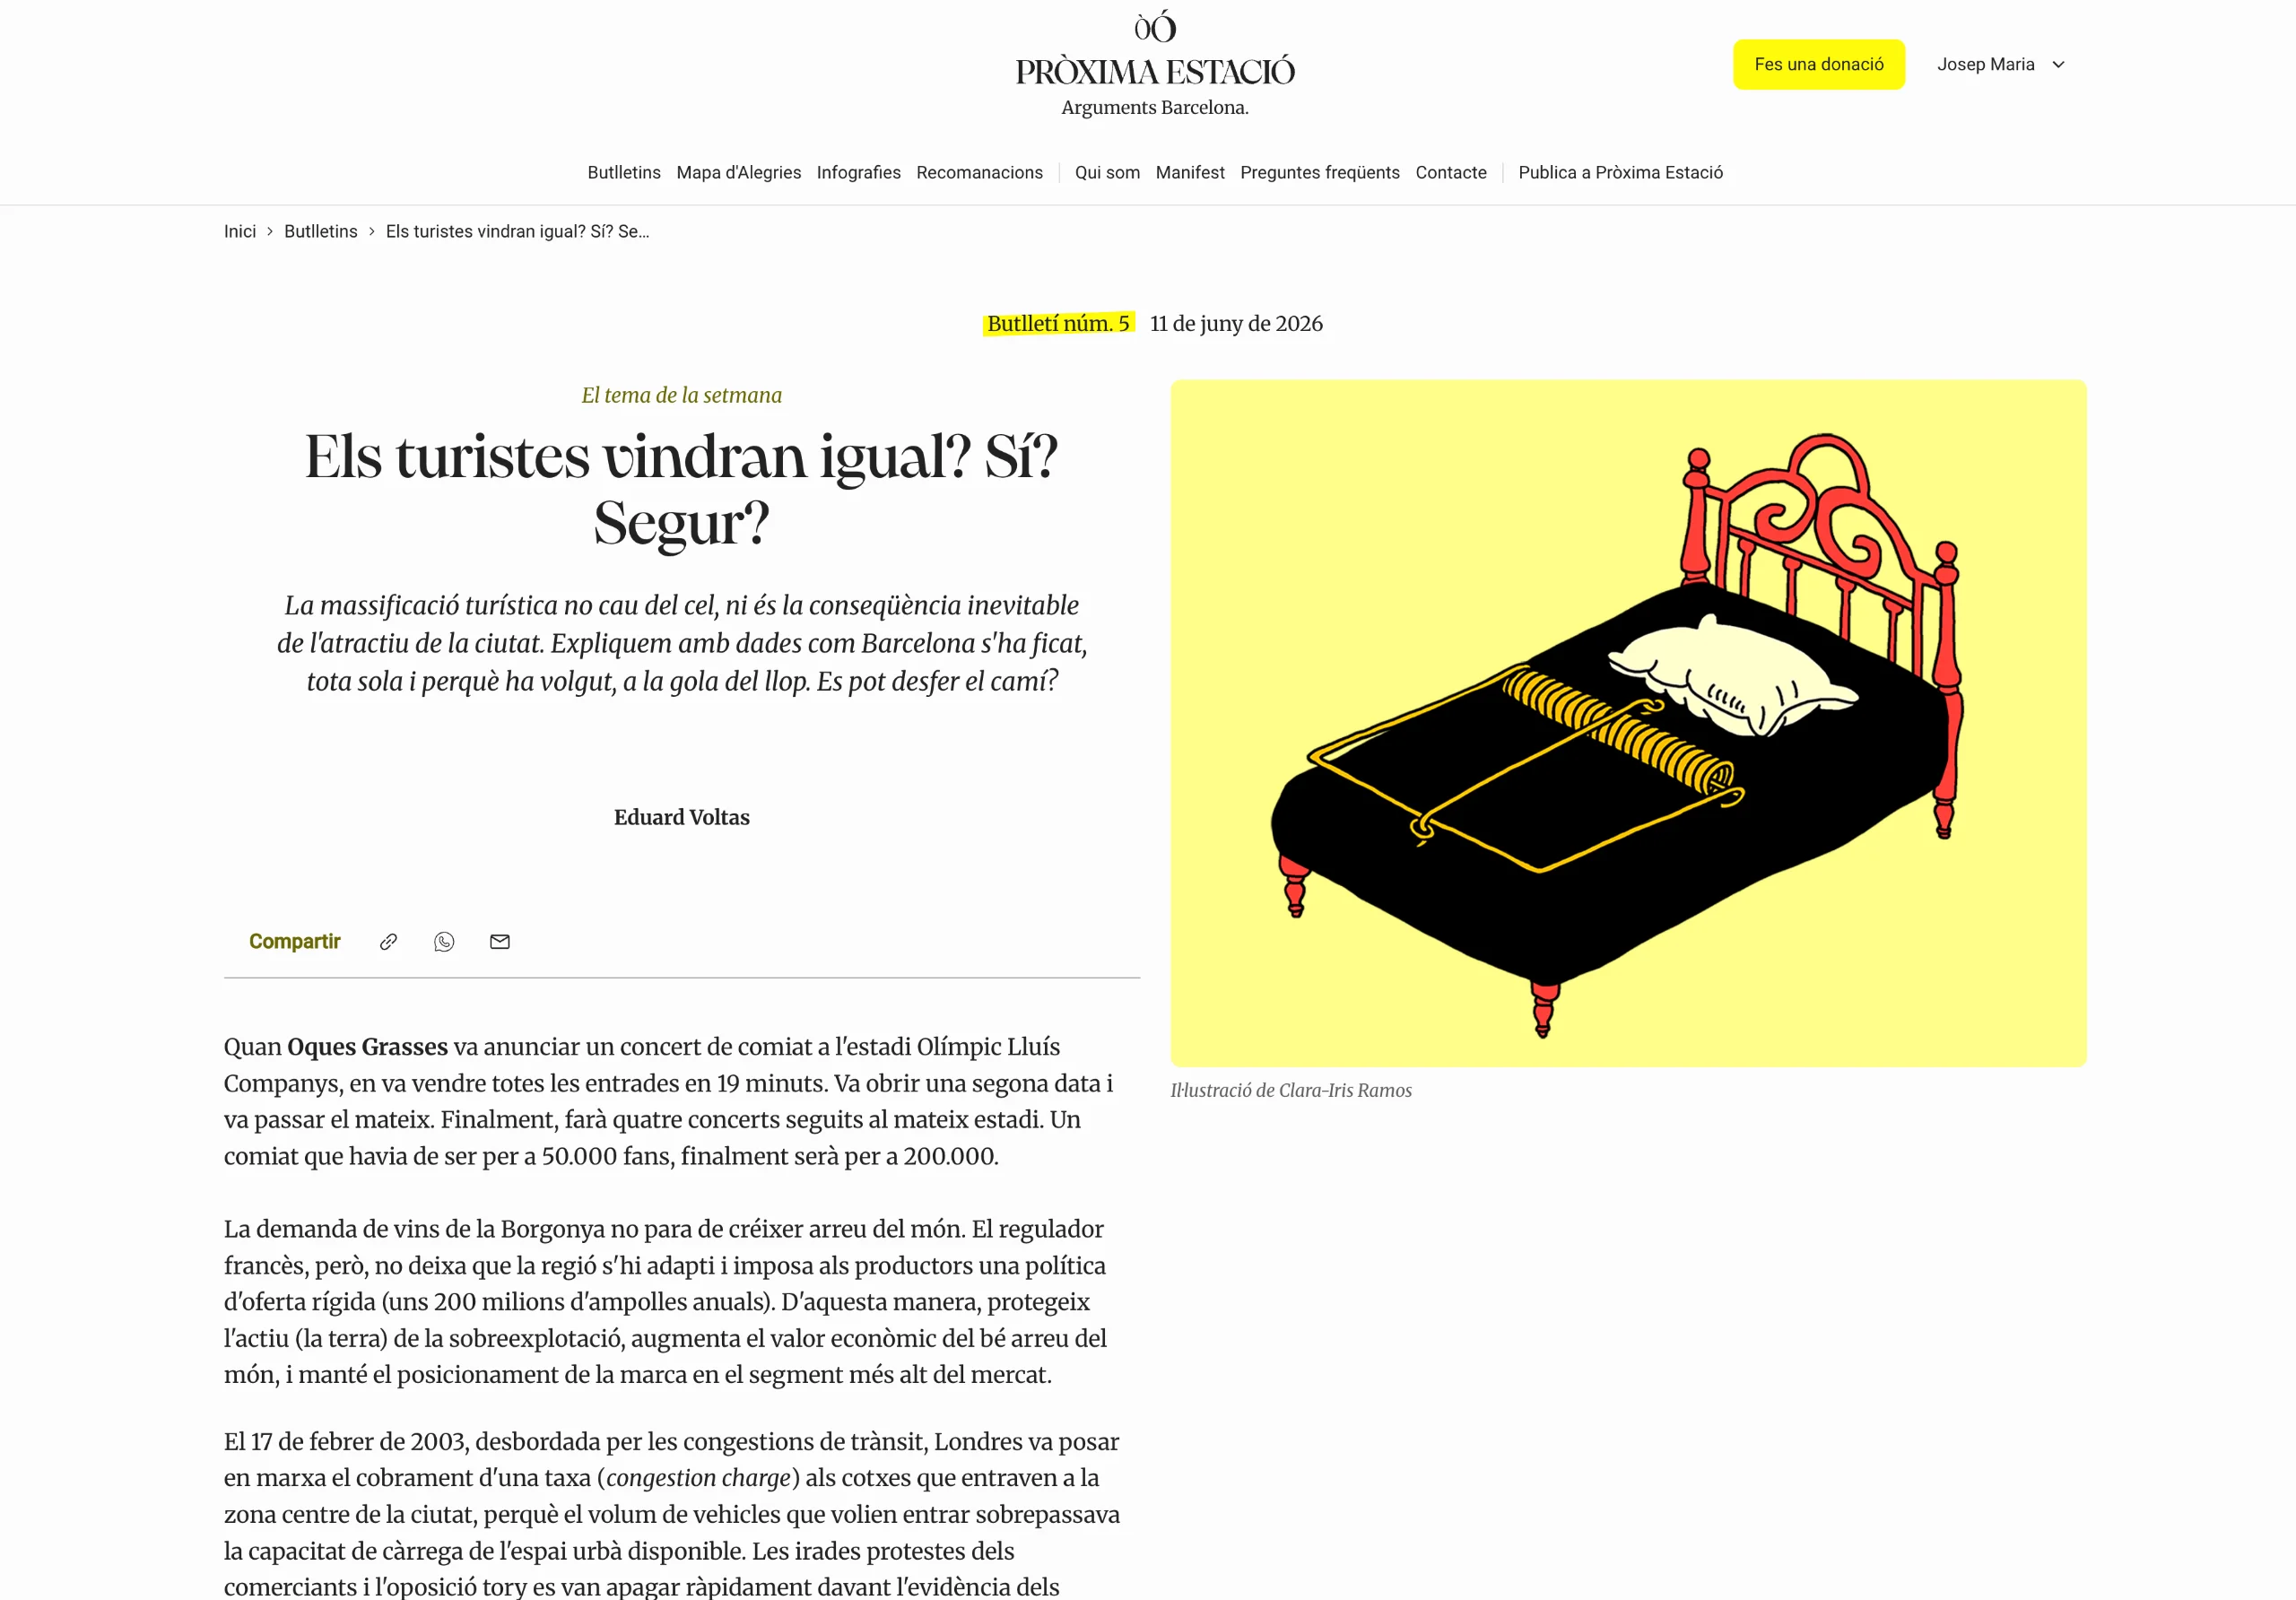 òÓ
PRÒXIMA ESTACIÓ
Arguments Barcelona.
Fes una donació
Josep Maria
Butlletins Mapa d'Alegries Infografies Recomanacions Qui som Manifest Preguntes freqüents Contacte Publica a Pròxima Estació
Inici > Butlletins > Els turistes vindran igual? Sí? Se...
Butlletí núm. 5 11 de juny de 2026
El tema de la setmana
Els turistes vindran igual? Sí?
Segur?
La massificació turística no cau del cel, ni és la conseqüència inevitable
de l'atractiu de la ciutat. Expliquem amb dades com Barcelona s'ha ficat,
tota sola i perquè ha volgut, a la gola del llop. Es pot desfer el camí?
Eduard Voltas
Compartir
Il·lustració de Clara-Iris Ramos
Quan Oques Grasses va anunciar un concert de comiat a l'estadi Olímpic Lluís
Companys, en va vendre totes les entrades en 19 minuts. Va obrir una segona data i
va passar el mateix. Finalment, farà quatre concerts seguits al mateix estadi. Un
comiat que havia de ser per a 50.000 fans, finalment serà per a 200.000.
La demanda de vins de la Borgonya no para de créixer arreu del món. El regulador
francès, però, no deixa que la regió s'hi adapti i imposa als productors una política
d'oferta rígida (uns 200 milions d'ampolles anuals). D'aquesta manera, protegeix
l'actiu (la terra) de la sobreexplotació, augmenta el valor econòmic del bé arreu del
món, i manté el posicionament de la marca en el segment més alt del mercat.
El 17 de febrer de 2003, desbordada per les congestions de trànsit, Londres va posar
en marxa el cobrament d'una taxa (congestion charge) als cotxes que entraven a la
zona centre de la ciutat, perquè el volum de vehicles que volien entrar sobrepassava
la capacitat de càrrega de l'espai urbà disponible. Les irades protestes dels
comerciants i l'oposició tory es van apagar ràpidament davant l'evidència dels